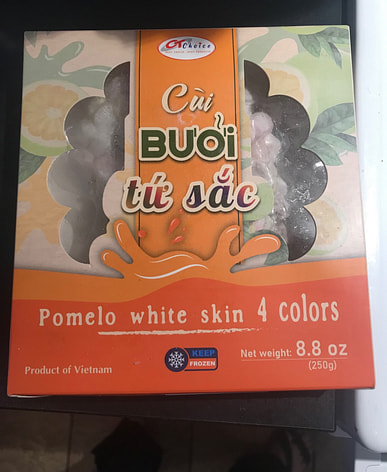 Choice
Cùi
BƯỞI
tứ sắc
Pomelo white skin 4 colors
KEEP
FROZEN
Net weight: 8.8 oz
(250g)
Product of Vietnam